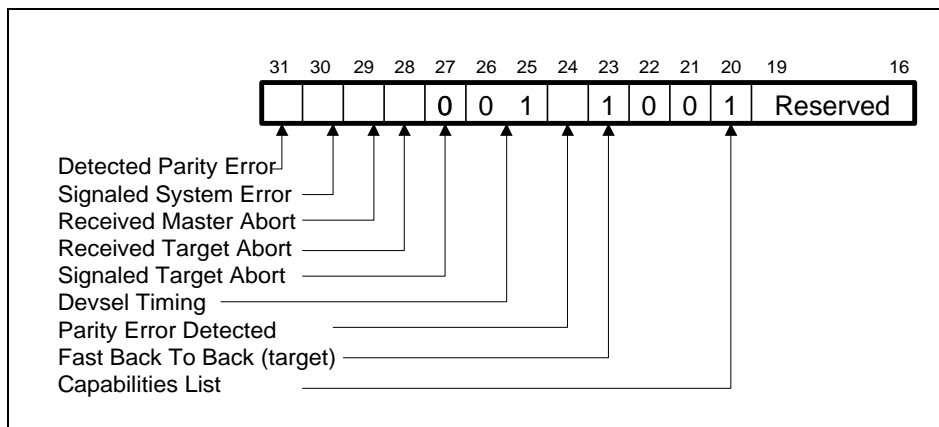 31 30 29 28 27 26 25 24 23 22 21 20 19 16
0 0 1 1 0 0 1 Reserved
Detected Parity Error
Signaled System Error
Received Master Abort
Received Target Abort
Signaled Target Abort
Devsel Timing
Parity Error Detected
Fast Back To Back (target)
Capabilities List